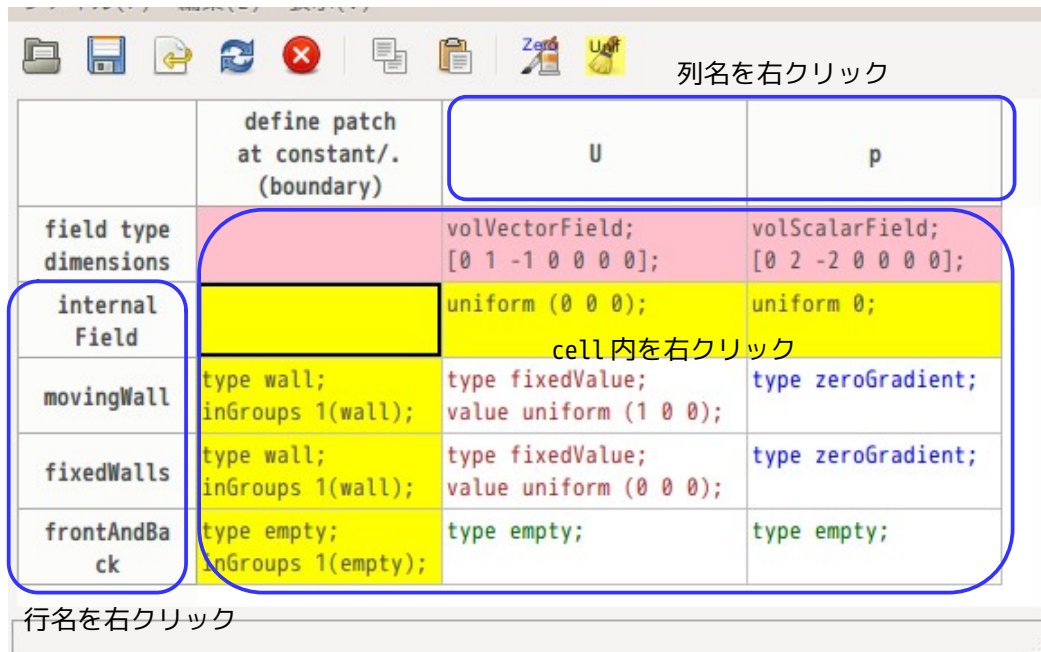 Zero
Unif
列名を右クリック
define patch
at constant/.
(boundary)
U
p
field type
dimensions
volVectorField;
[0 1 -1 0 0 0 0];
volScalarField;
[0 2 -2 0 0 0 0];
internal
Field
uniform (0 0 0);
uniform 0;
cell内を右クリック
movingWall
type wall;
inGroups 1(wall);
type fixedValue;
value uniform (1 0 0);
type zeroGradient;
fixedWalls
type wall;
inGroups 1(wall);
type fixedValue;
value uniform (0 0 0);
type zeroGradient;
frontAndBa
ck
type empty;
inGroups 1(empty);
type empty;
type empty;
行名を右クリック